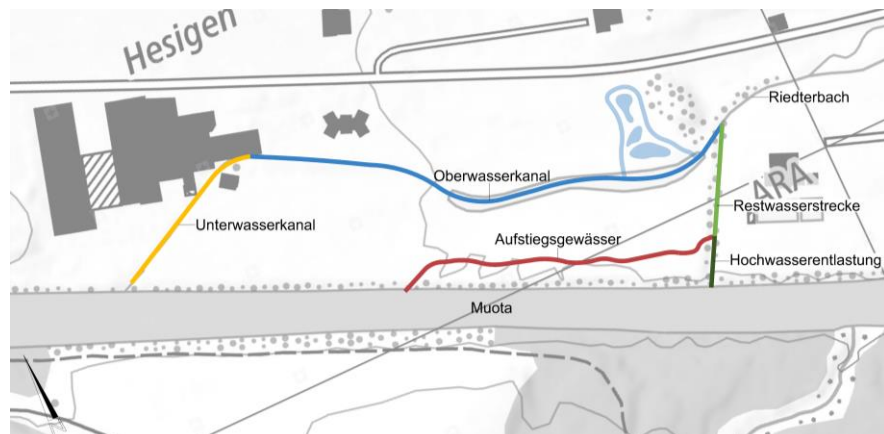 Hesigen
Riedterbach
Oberwasserkanal
ARA
Restwasserstrecke
Unterwasserkanal
Aufstiegsgewässer
Hochwasserentlastung
Muota